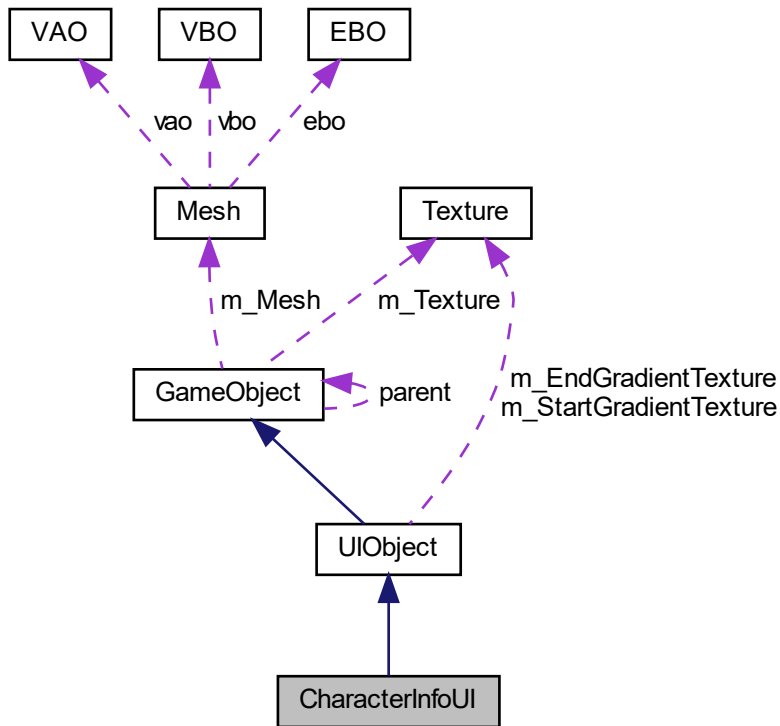 VAO
VBO
EBO
vao
vbo
ebo
Mesh
Texture
m_Mesh
m_Texture
GameObject
parent
m_EndGradientTexture
m_StartGradientTexture
UIObject
CharacterInfoUI